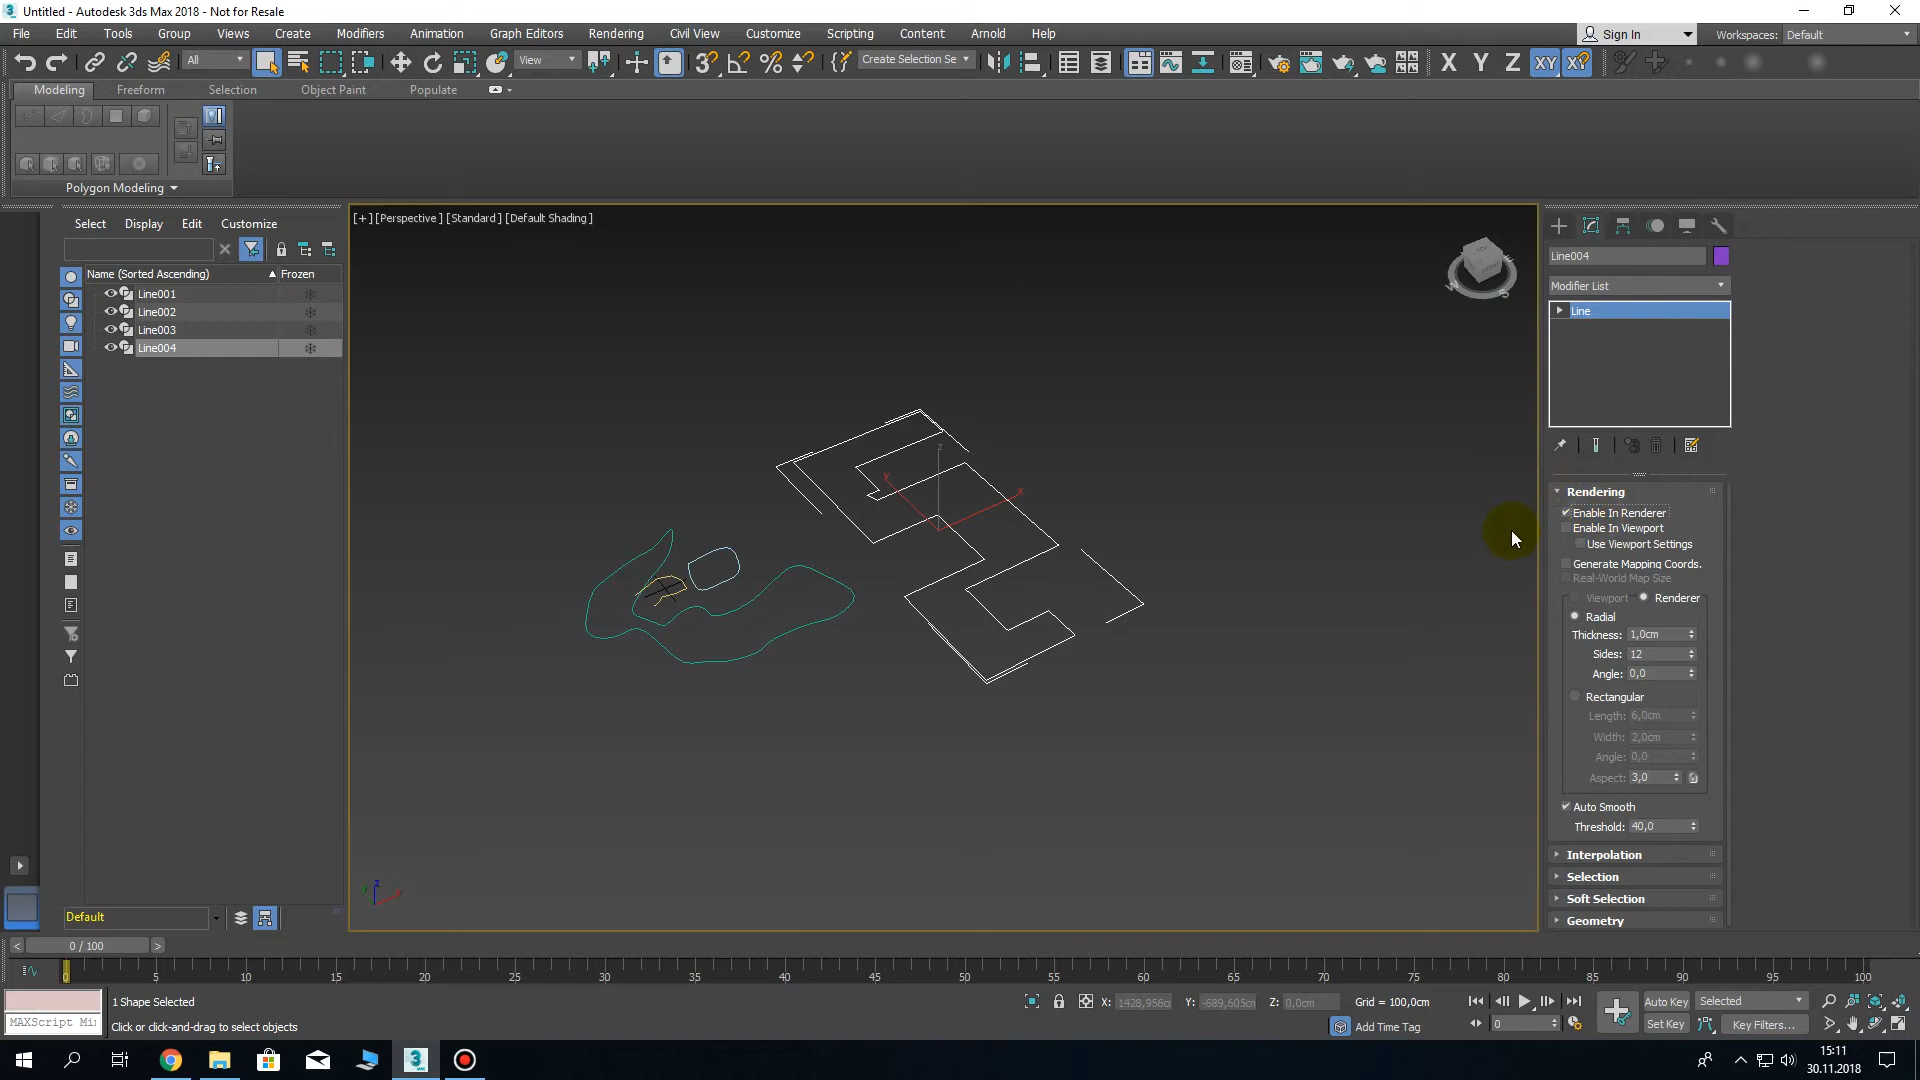 Untitled - Autodesk 3ds Max 2018 - Not for Resale
File Edit Tools Group Views Create Modifiers Animation Graph Editors Rendering Civil View Customize Scripting Content Arnold Help
Sign In Workspaces: Default
All View Create Selection Se X Y Z XY XY
Modeling Freeform Selection Object Paint Populate
Polygon Modeling
Select Display Edit Customize
Name (Sorted Ascending) Frozen
Line001
Line002
Line003
Line004
[+] [Perspective] [Standard] [Default Shading]
Line004
Modifier List
Line
Rendering
Enable In Renderer
Enable In Viewport
Use Viewport Settings
Generate Mapping Coords.
Real-World Map Size
Viewport Renderer
Radial
Thickness: 1,0cm
Sides: 12
Angle: 0,0
Rectangular
Length: 6,0cm
Width: 2,0cm
Angle: 0,0
Aspect: 3,0
Auto Smooth
Threshold: 40,0
Interpolation
Selection
Soft Selection
Geometry
Default
0 / 100
0 5 10 15 20 25 30 35 40 45 50 55 60 65 70 75 80 85 90 95 100
1 Shape Selected
X: 1428,956cm Y: -689,605cm Z: 0,0cm Grid = 100,0cm
Auto Key Selected
MAXScript Mi
Click or click-and-drag to select objects
Add Time Tag
0
Set Key Key Filters...
15:11
30.11.2018